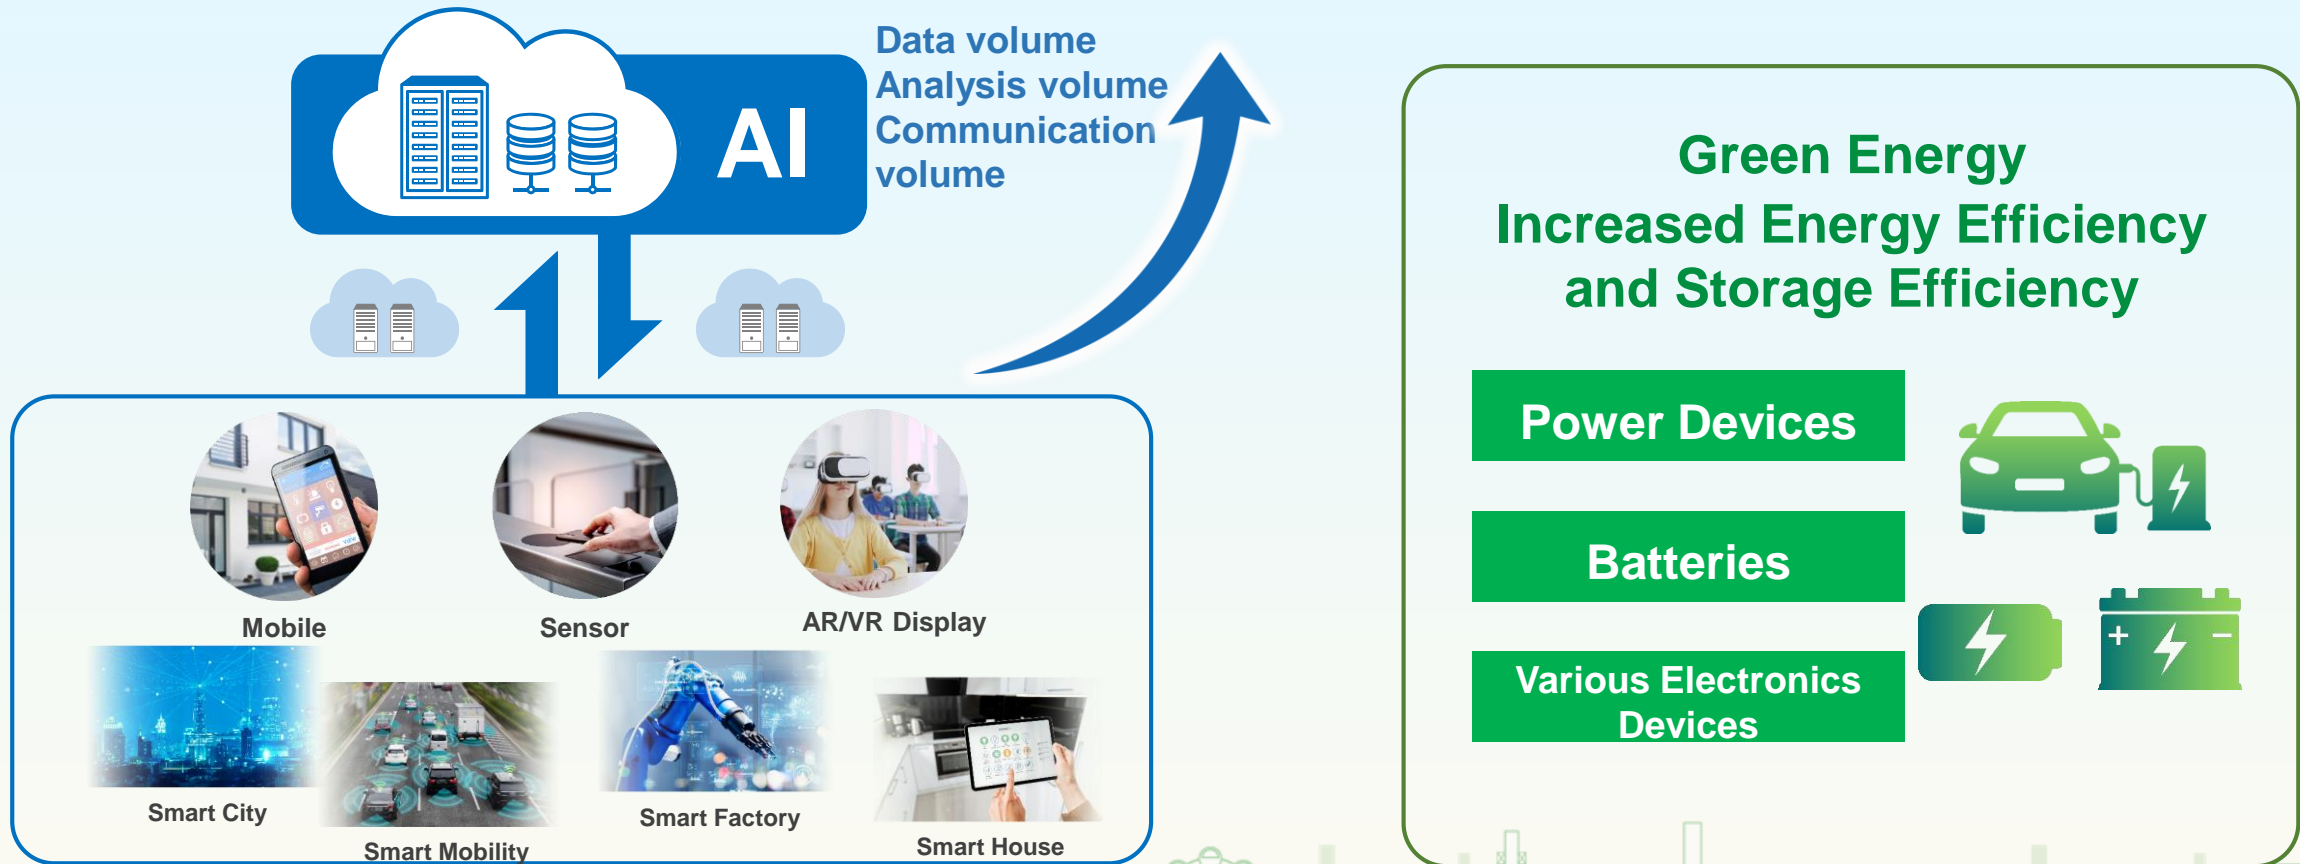 AI
Data volume
Analysis volume
Communication
volume
Mobile
Sensor
AR/VR Display
Smart City
Smart Mobility
Smart Factory
Smart House
Green Energy
Increased Energy Efficiency
and Storage Efficiency
Power Devices
Batteries
Various Electronics
Devices
+ −